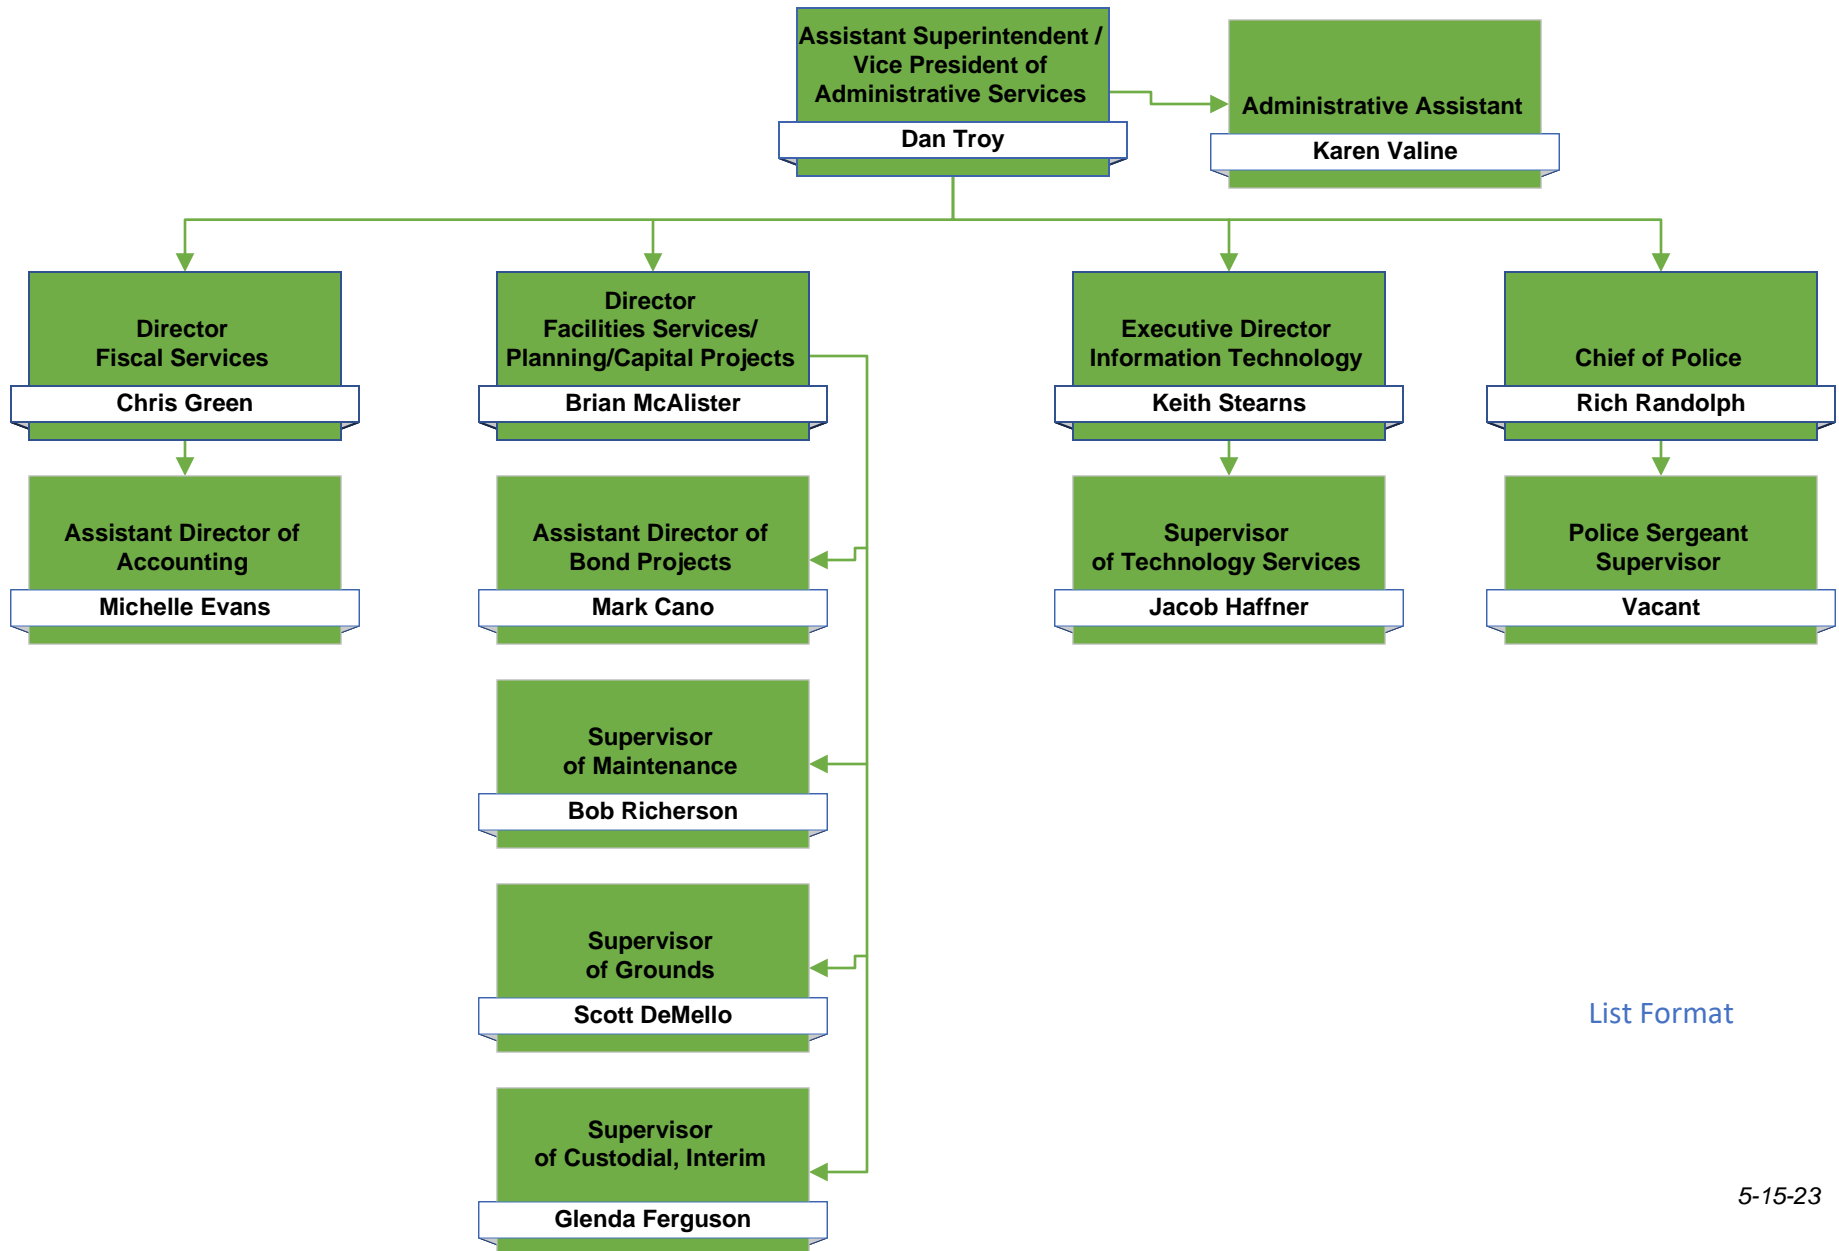 Assistant Superintendent /
Vice President of
Administrative Services
Dan Troy
Administrative Assistant
Karen Valine
Director
Fiscal Services
Chris Green
Director
Facilities Services/
Planning/Capital Projects
Brian McAlister
Executive Director
Information Technology
Keith Stearns
Chief of Police
Rich Randolph
Assistant Director of
Accounting
Michelle Evans
Assistant Director of
Bond Projects
Mark Cano
Supervisor
of Technology Services
Jacob Haffner
Police Sergeant
Supervisor
Vacant
Supervisor
of Maintenance
Bob Richerson
Supervisor
of Grounds
Scott DeMello
List Format
Supervisor
of Custodial, Interim
Glenda Ferguson
5-15-23